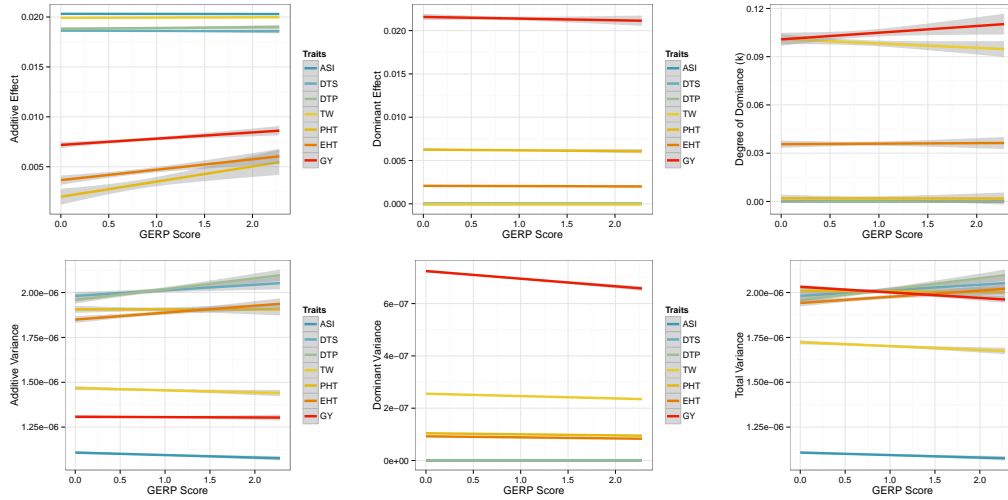 0.020
0.015
0.010
0.005
0.0
0.5
1.0
1.5
2.0
GERP Score
Additive Effect
Traits
ASI
DTS
DTP
TW
PHT
EHT
GY
0.020
0.015
0.010
0.005
0.000
0.0
0.5
1.0
1.5
2.0
GERP Score
Dominant Effect
Traits
ASI
DTS
DTP
TW
PHT
EHT
GY
0.12
0.09
0.06
0.03
0.00
0.0
0.5
1.0
1.5
2.0
GERP Score
Degree of Domiance (k)
2.00e-06
1.75e-06
1.50e-06
1.25e-06
0.0
0.5
1.0
1.5
2.0
GERP Score
Additive Variance
Traits
ASI
DTS
DTP
TW
PHT
EHT
GY
6e-07
4e-07
2e-07
0e+00
0.0
0.5
1.0
1.5
2.0
GERP Score
Dominant Variance
Traits
ASI
DTS
DTP
TW
PHT
EHT
GY
2.00e-06
1.75e-06
1.50e-06
1.25e-06
0.0
0.5
1.0
1.5
2.0
GERP Score
Total Variance